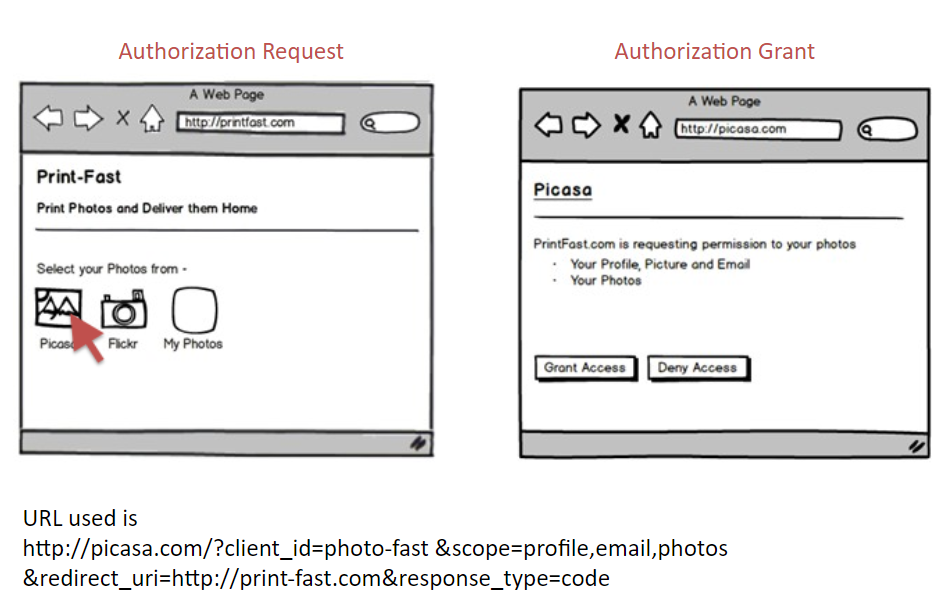 Authorization Request
A Web Page
http://printfast.com
Print-Fast
Print Photos and Deliver them Home
Select your Photos from -
Picasa
Flickr
My Photos
Authorization Grant
A Web Page
http://picasa.com
Picasa
PrintFast.com is requesting permission to your photos
- Your Profile, Picture and Email
- Your Photos
Grant Access
Deny Access
URL used is
http://picasa.com/?client_id=photo-fast &scope=profile,email,photos
&redirect_uri=http://print-fast.com&response_type=code